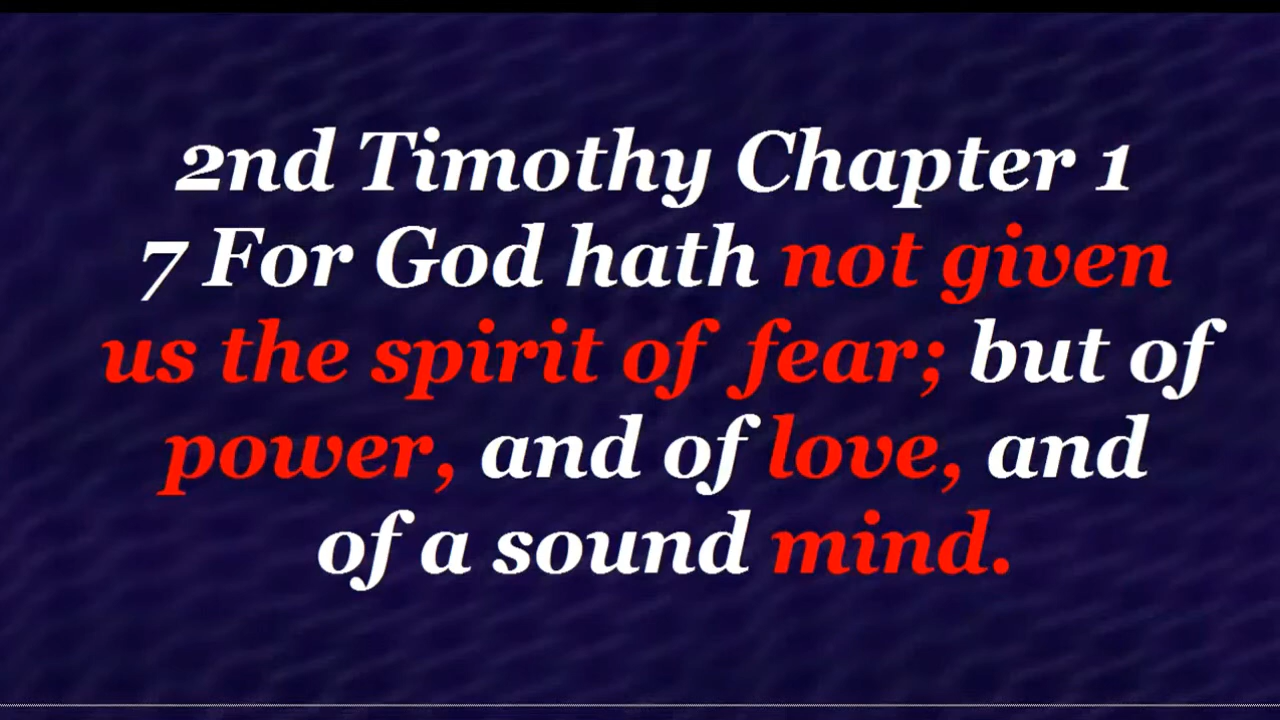 2nd Timothy Chapter 1
7 For God hath not given
us the spirit of fear; but of
power, and of love, and
of a sound mind.